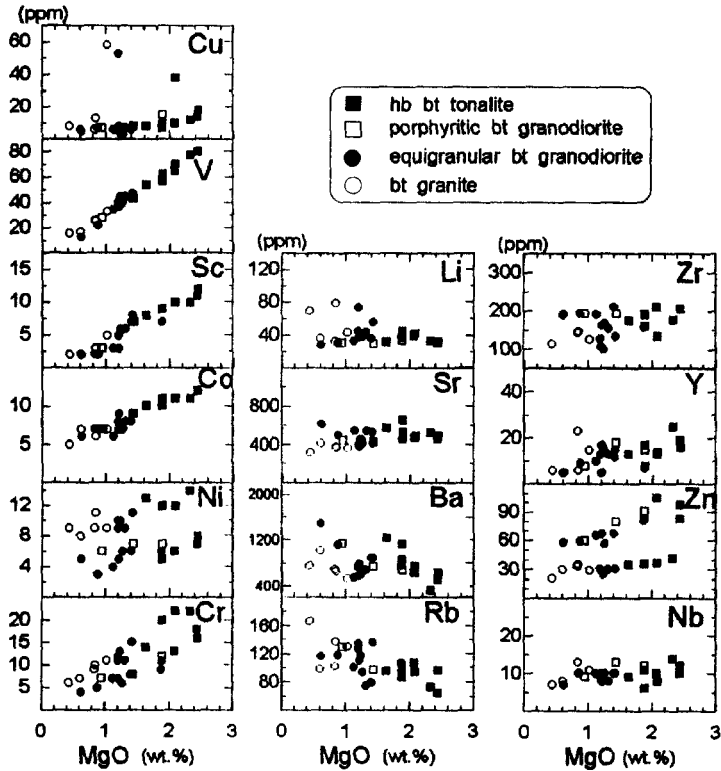 (ppm)
60
40
20
Cu
hb bt tonalite
porphyritic bt granodiorite
equigranular bt granodiorite
bt granite
80
60
40
20
V
15
10
5
Sc
10
5
Co
12
8
4
Ni
20
15
10
5
Cr
0 1 2 3
MgO (wt.%)
(ppm)
120
80
40
Li
800
400
Sr
2000
1200
400
Ba
160
120
80
Rb
0 1 2 3
MgO (wt.%)
(ppm)
300
200
100
Zr
40
20
Y
90
60
30
Zn
20
10
Nb
0 1 2 3
MgO (wt.%)